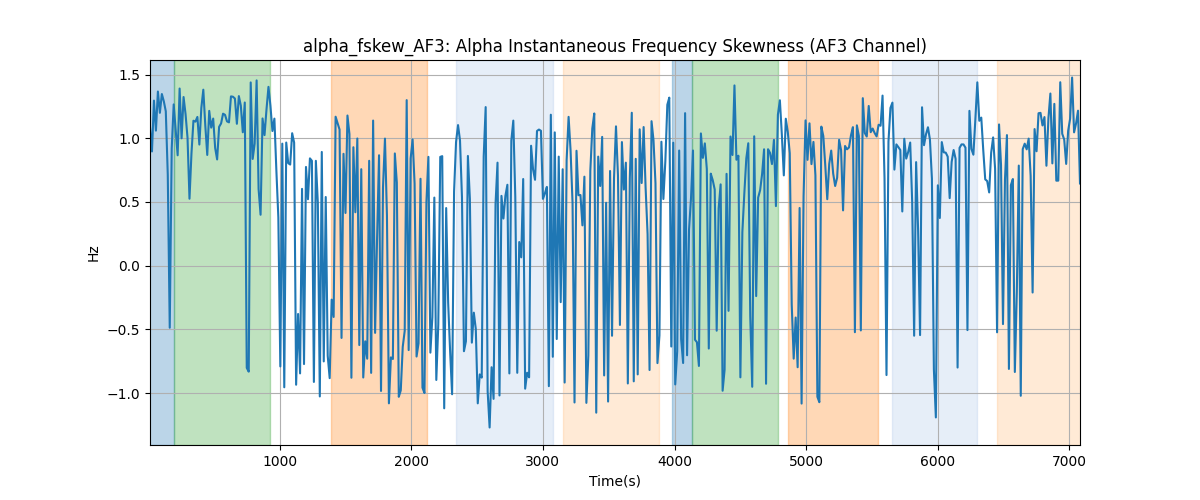 alpha_fskew_AF3: Alpha Instantaneous Frequency Skewness (AF3 Channel)
1.5
1.0
0.5
0.0
−0.5
−1.0
Hz
1000 2000 3000 4000 5000 6000 7000
Time(s)